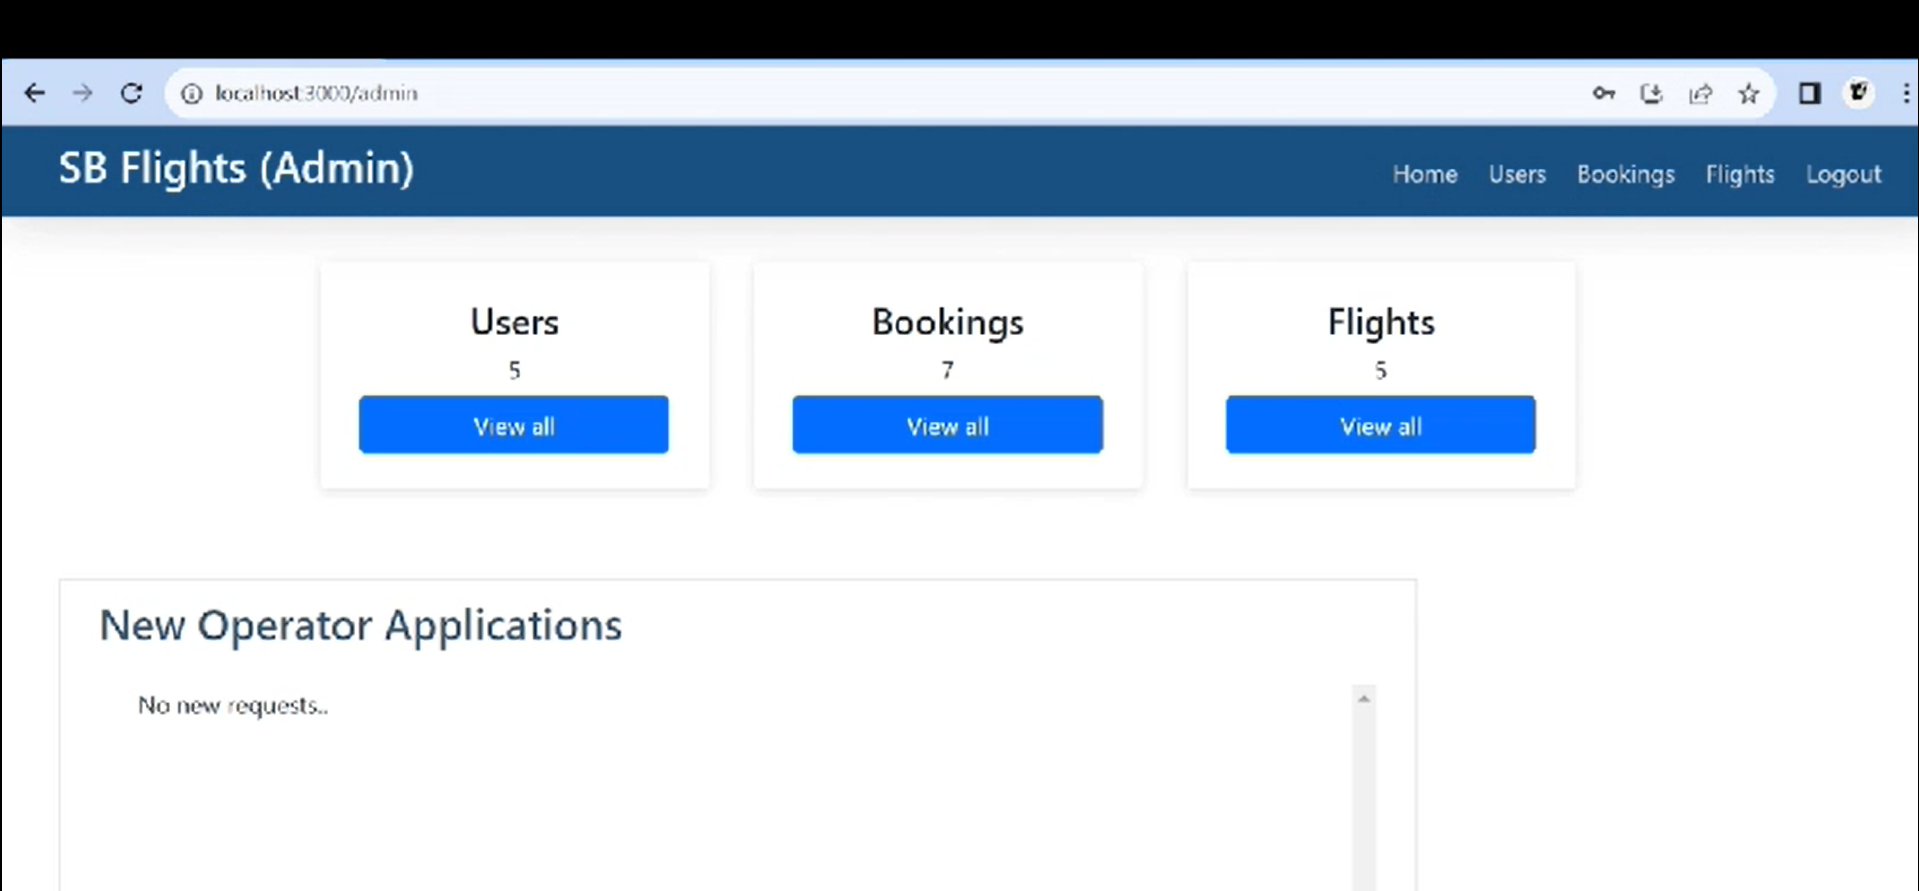 localhost:3000/admin
SB Flights (Admin)
Home Users Bookings Flights Logout
Users
5
View all
Bookings
7
View all
Flights
5
View all
New Operator Applications
No new requests..